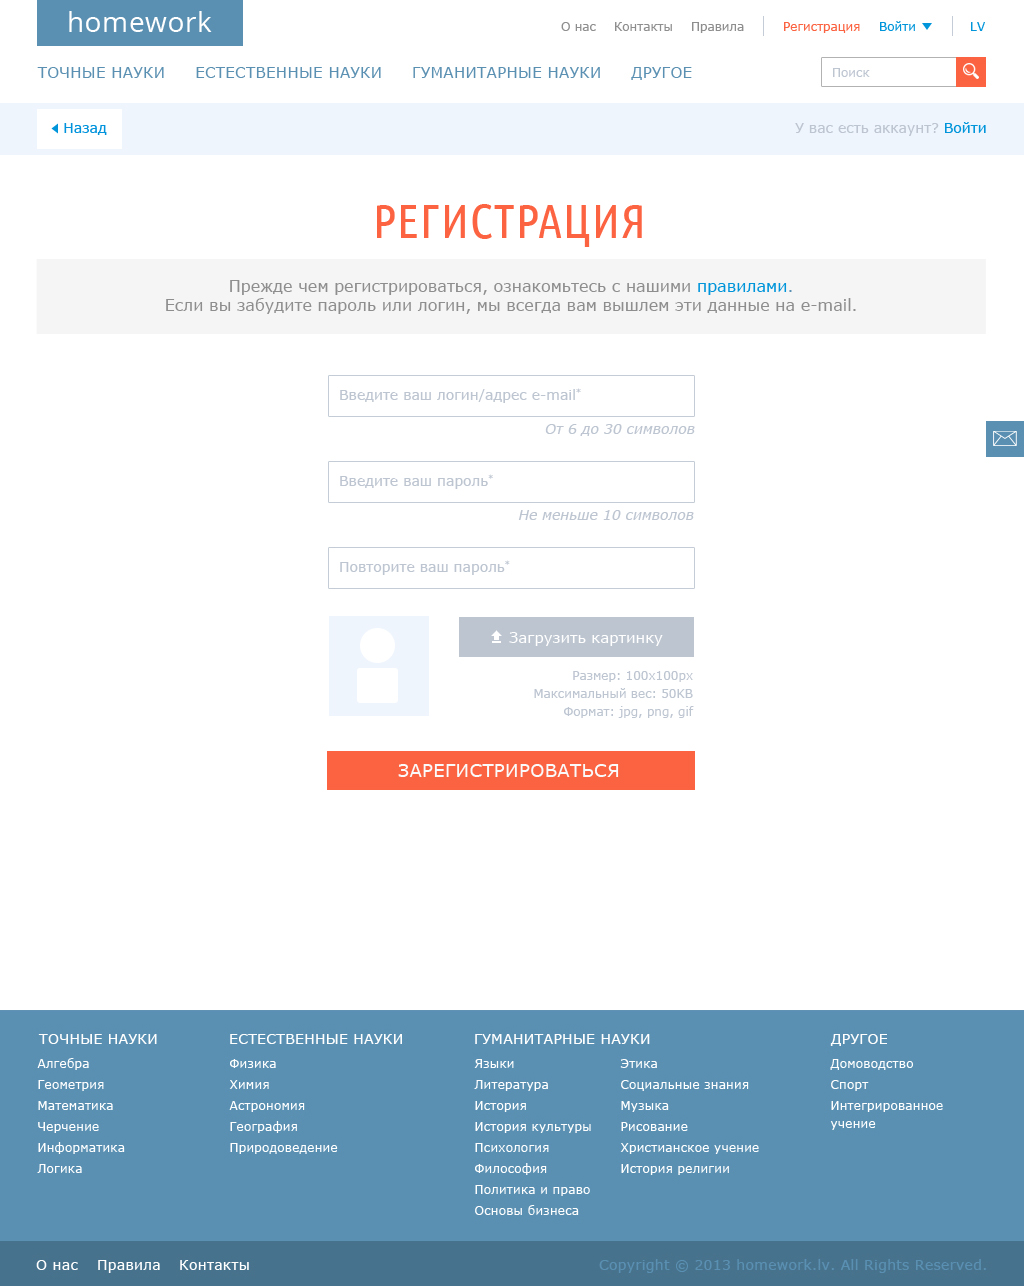 homework
О нас Контакты Правила Регистрация Войти LV
ТОЧНЫЕ НАУКИ ЕСТЕСТВЕННЫЕ НАУКИ ГУМАНИТАРНЫЕ НАУКИ ДРУГОЕ Поиск
Назад У вас есть аккаунт? Войти
РЕГИСТРАЦИЯ
Прежде чем регистрироваться, ознакомьтесь с нашими правилами.
Если вы забудите пароль или логин, мы всегда вам вышлем эти данные на e-mail.
Введите ваш логин/адрес e-mail*
От 6 до 30 символов
Введите ваш пароль*
Не меньше 10 символов
Повторите ваш пароль*
Загрузить картинку
Размер: 100x100px
Максимальный вес: 50KB
Формат: jpg, png, gif
ЗАРЕГИСТРИРОВАТЬСЯ
ТОЧНЫЕ НАУКИ
Алгебра
Геометрия
Математика
Черчение
Информатика
Логика
ЕСТЕСТВЕННЫЕ НАУКИ
Физика
Химия
Астрономия
География
Природоведение
ГУМАНИТАРНЫЕ НАУКИ
Языки
Литература
История
История культуры
Психология
Философия
Политика и право
Основы бизнеса
Этика
Социальные знания
Музыка
Рисование
Христианское учение
История религии
ДРУГОЕ
Домоводство
Спорт
Интегрированное
учение
О нас Правила Контакты Copyright © 2013 homework.lv. All Rights Reserved.